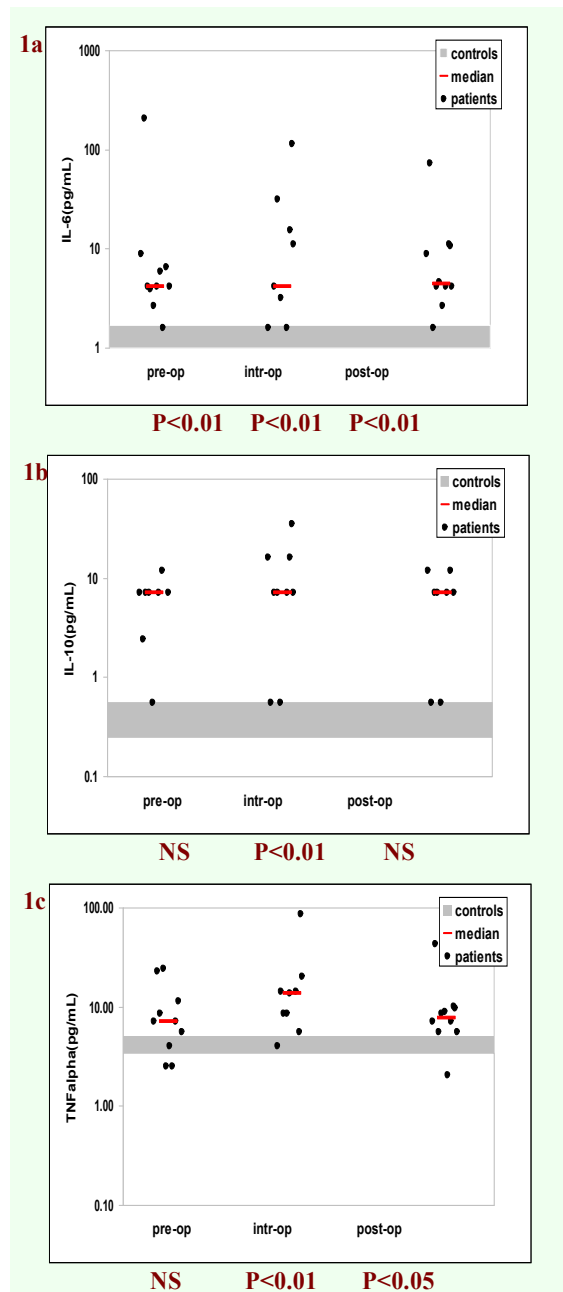 1a
1000
100
10
1
IL-6(pg/mL)
controls
median
patients
pre-op intr-op post-op
P<0.01 P<0.01 P<0.01
1b
100
10
1
0.1
IL-10(pg/mL)
controls
median
patients
pre-op intr-op post-op
NS P<0.01 NS
1c
100.00
10.00
1.00
0.10
TNFalpha(pg/mL)
controls
median
patients
pre-op intr-op post-op
NS P<0.01 P<0.05